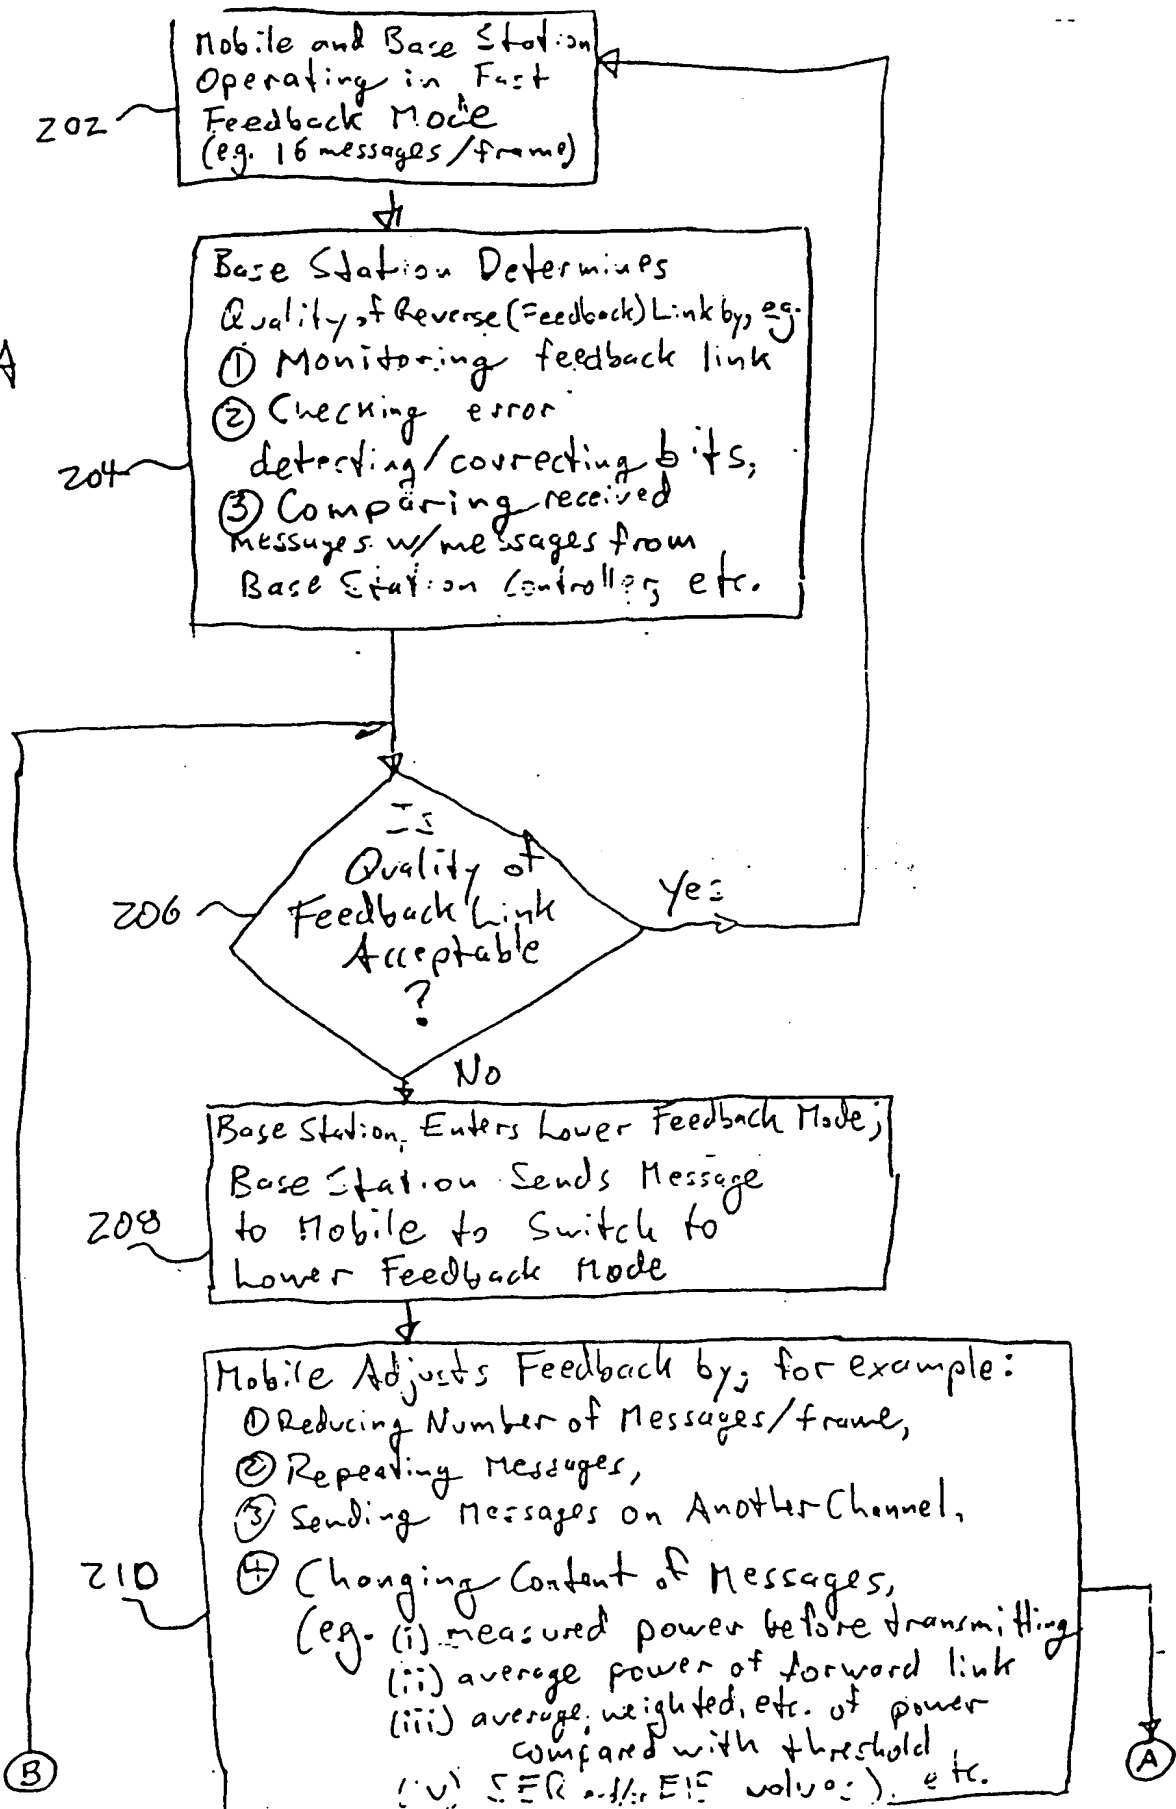 Mobile and Base Station
Operating in Fast
Feedback Mode
(e.g. 16 messages/frame)
202
Base Station Determines
Quality of Reverse (Feedback) Link by, eg.
① Monitoring feedback link
② Checking error
detecting/correcting bits,
204
③ Comparing received
messages w/messages from
Base Station Controller, etc.
Is
Quality of
Feedback Link
Acceptable
?
206
Yes
No
Base Station Enters Lower Feedback Mode;
Base Station Sends Message
to Mobile to Switch to
Lower Feedback Mode
208
Mobile Adjusts Feedback by, for example:
① Reducing Number of Messages/frame,
② Repeating Messages,
③ Sending Messages on Another Channel,
④ Changing Content of Messages,
210
(eg. (i) measured power before transmitting
(ii) average power of forward link
(iii) average, weighted, etc. of power
compared with threshold
values), etc.
B
A